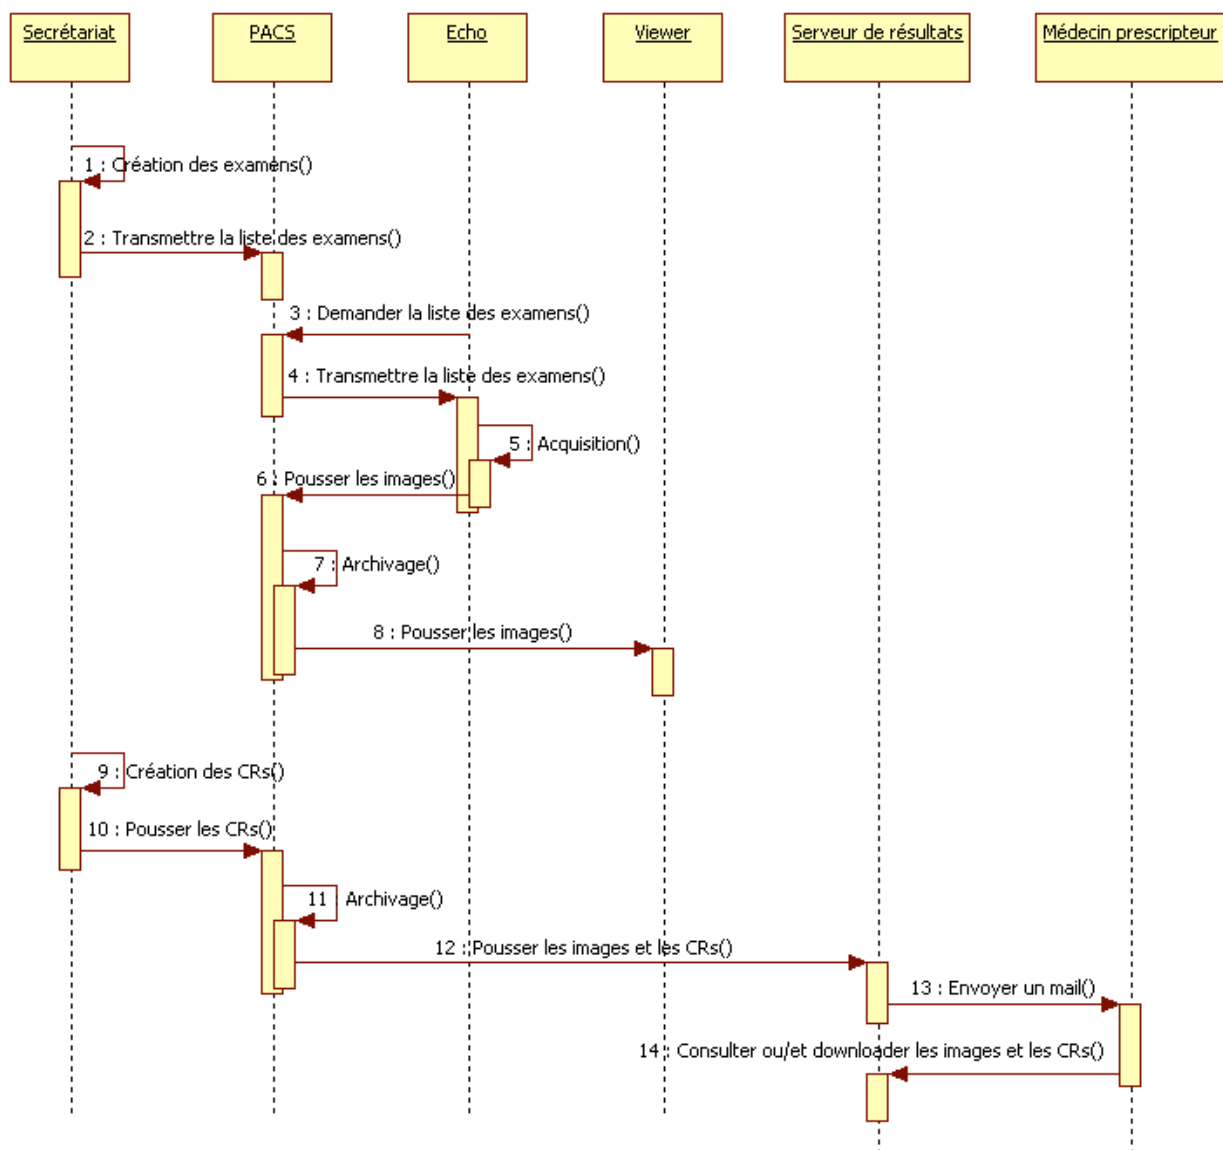 Secrétariat
PACS
Echo
Viewer
Serveur de résultats
Médecin prescripteur
1 : Création des examens()
2 : Transmettre la liste des examens()
3 : Demander la liste des examens()
4 : Transmettre la liste des examens()
5 : Acquisition()
6 : Pousser les images()
7 : Archivage()
8 : Pousser les images()
9 : Création des CRs()
10 : Pousser les CRs()
11 Archivage()
12 : Pousser les images et les CRs()
13 : Envoyer un mail()
14 : Consulter ou/et downloader les images et les CRs()